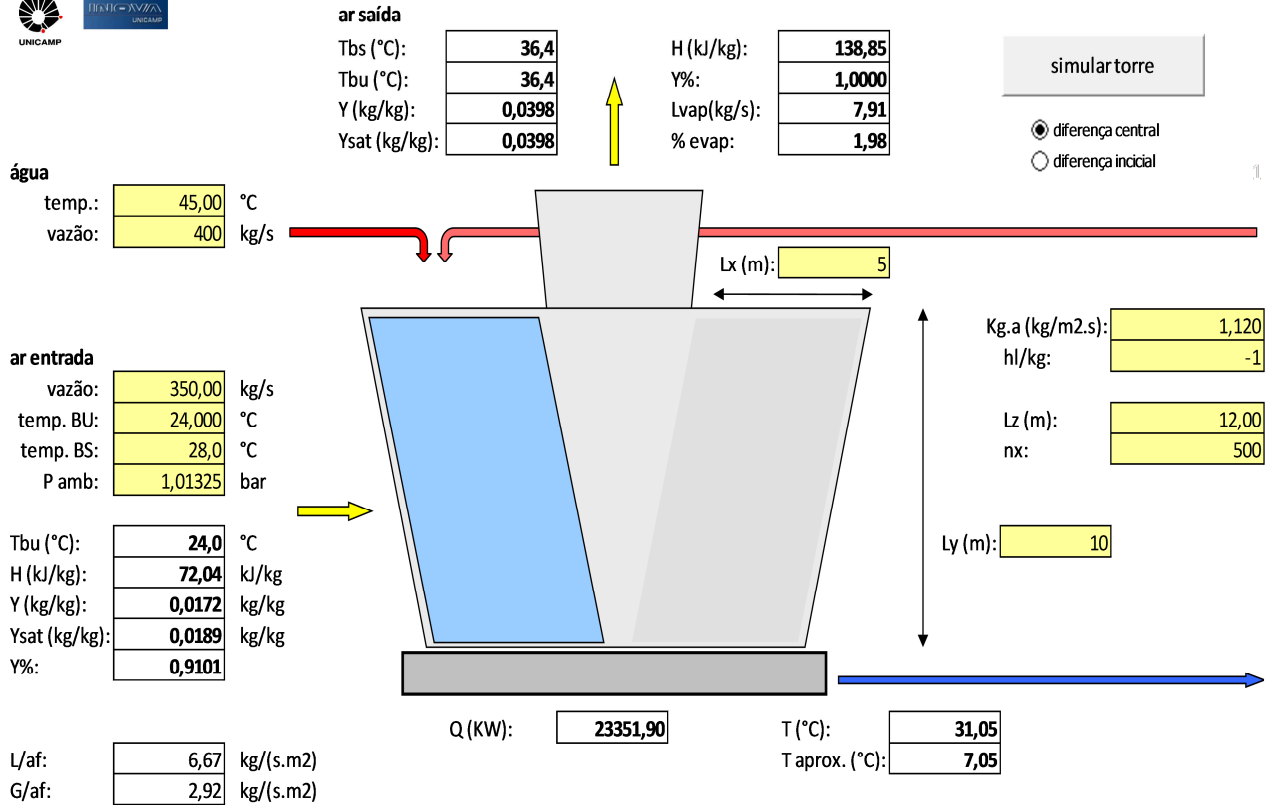 UNICAMP
INOVA
UNICAMP
ar saída
Tbs (°C): 36,4
Tbu (°C): 36,4
Y (kg/kg): 0,0398
Ysat (kg/kg): 0,0398
H (kJ/kg): 138,85
Y%: 1,0000
Lvap(kg/s): 7,91
% evap: 1,98
simular torre
diferença central
diferença incicial
água
temp.: 45,00 °C
vazão: 400 kg/s
Lx (m): 5
Kg.a (kg/m2.s): 1,120
hl/kg: -1
Lz (m): 12,00
nx: 500
ar entrada
vazão: 350,00 kg/s
temp. BU: 24,000 °C
temp. BS: 28,0 °C
P amb: 1,01325 bar
Tbu (°C): 24,0 °C
H (kJ/kg): 72,04 kJ/kg
Y (kg/kg): 0,0172 kg/kg
Ysat (kg/kg): 0,0189 kg/kg
Y%: 0,9101
Ly (m): 10
Q (KW): 23351,90
T (°C): 31,05
T aprox. (°C): 7,05
L/af: 6,67 kg/(s.m2)
G/af: 2,92 kg/(s.m2)